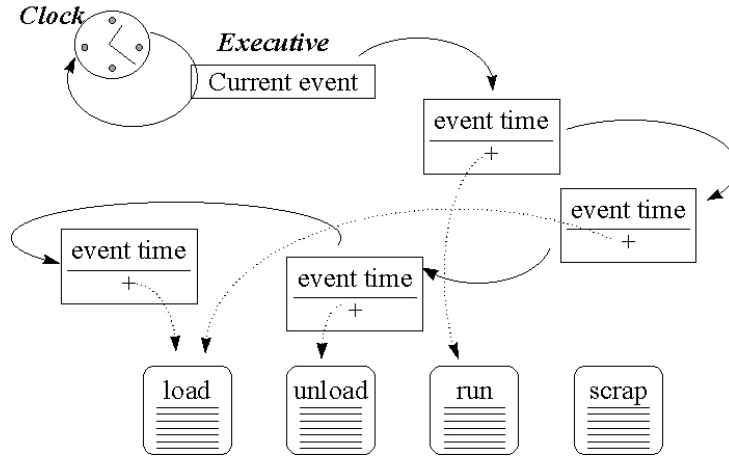 Clock
Executive
Current event
event time
+
event time
+
event time
+
event time
+
load
unload
run
scrap